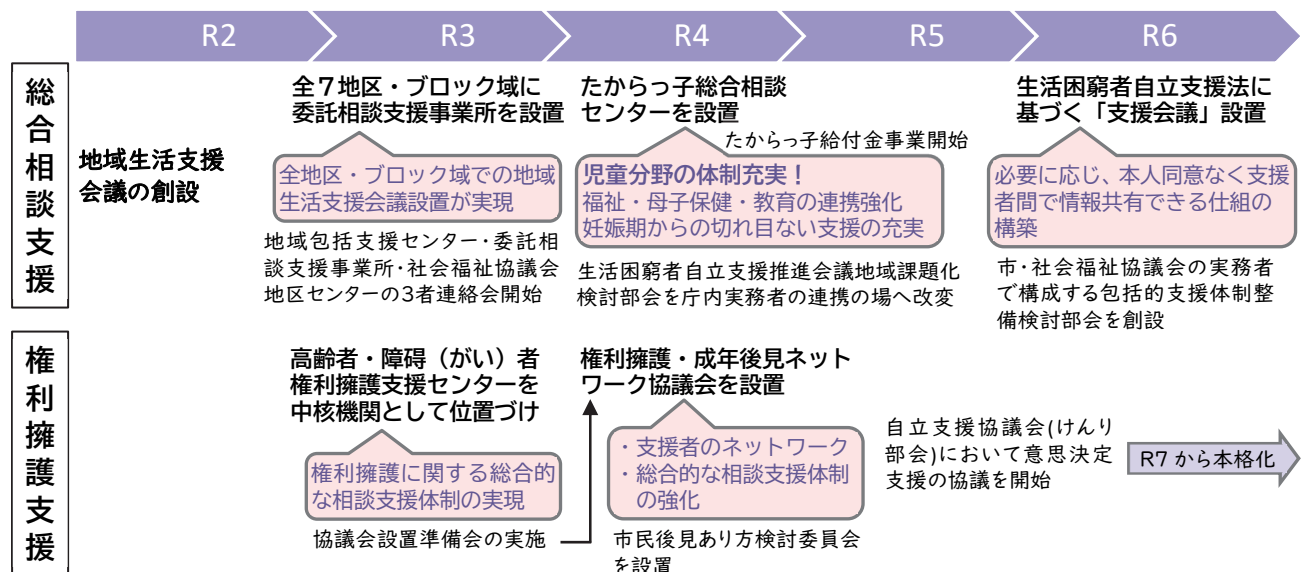 R2
R3
R4
R5
R6
総合相談支援
地域生活支援
会議の創設
全７地区・ブロック域に
委託相談支援事業所を設置
全地区・ブロック域での地域
生活支援会議設置が実現
地域包括支援センター・委託相
談支援事業所・社会福祉協議会
地区センターの3者連絡会開始
たからっ子総合相談
センターを設置
たからっ子給付金事業開始
児童分野の体制充実！
福祉・母子保健・教育の連携強化
妊娠期からの切れ目ない支援の充実
生活困窮者自立支援推進会議地域課題化
検討部会を庁内実務者の連携の場へ改変
生活困窮者自立支援法に
基づく「支援会議」設置
必要に応じ、本人同意なく支援
者間で情報共有できる仕組の
構築
市・社会福祉協議会の実務者
で構成する包括的支援体制整
備検討部会を創設
権利擁護支援
高齢者・障碍（がい）者
権利擁護支援センターを
中核機関として位置づけ
権利擁護に関する総合的
な相談支援体制の実現
協議会設置準備会の実施
権利擁護・成年後見ネット
ワーク協議会を設置
・支援者のネットワーク
・総合的な相談支援体制
の強化
市民後見あり方検討委員会
を設置
自立支援協議会(けんり
部会)において意思決定
支援の協議を開始
R7から本格化